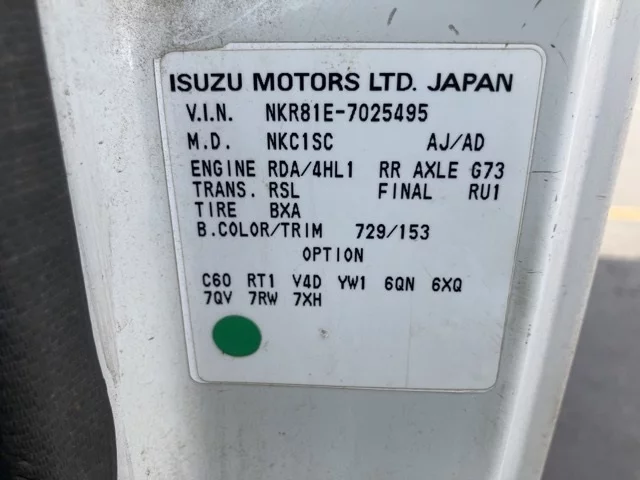 ISUZU MOTORS LTD. JAPAN
V.I.N. NKR81E-7025495
M.D. NKC1SC AJ/AD
ENGINE RDA/4HL1 RR AXLE G73
TRANS. RSL FINAL RU1
TIRE BXA
B.COLOR/TRIM 729/153
OPTION
C60 RT1 V4D YW1 6QN 6XQ
7QV 7RW 7XH